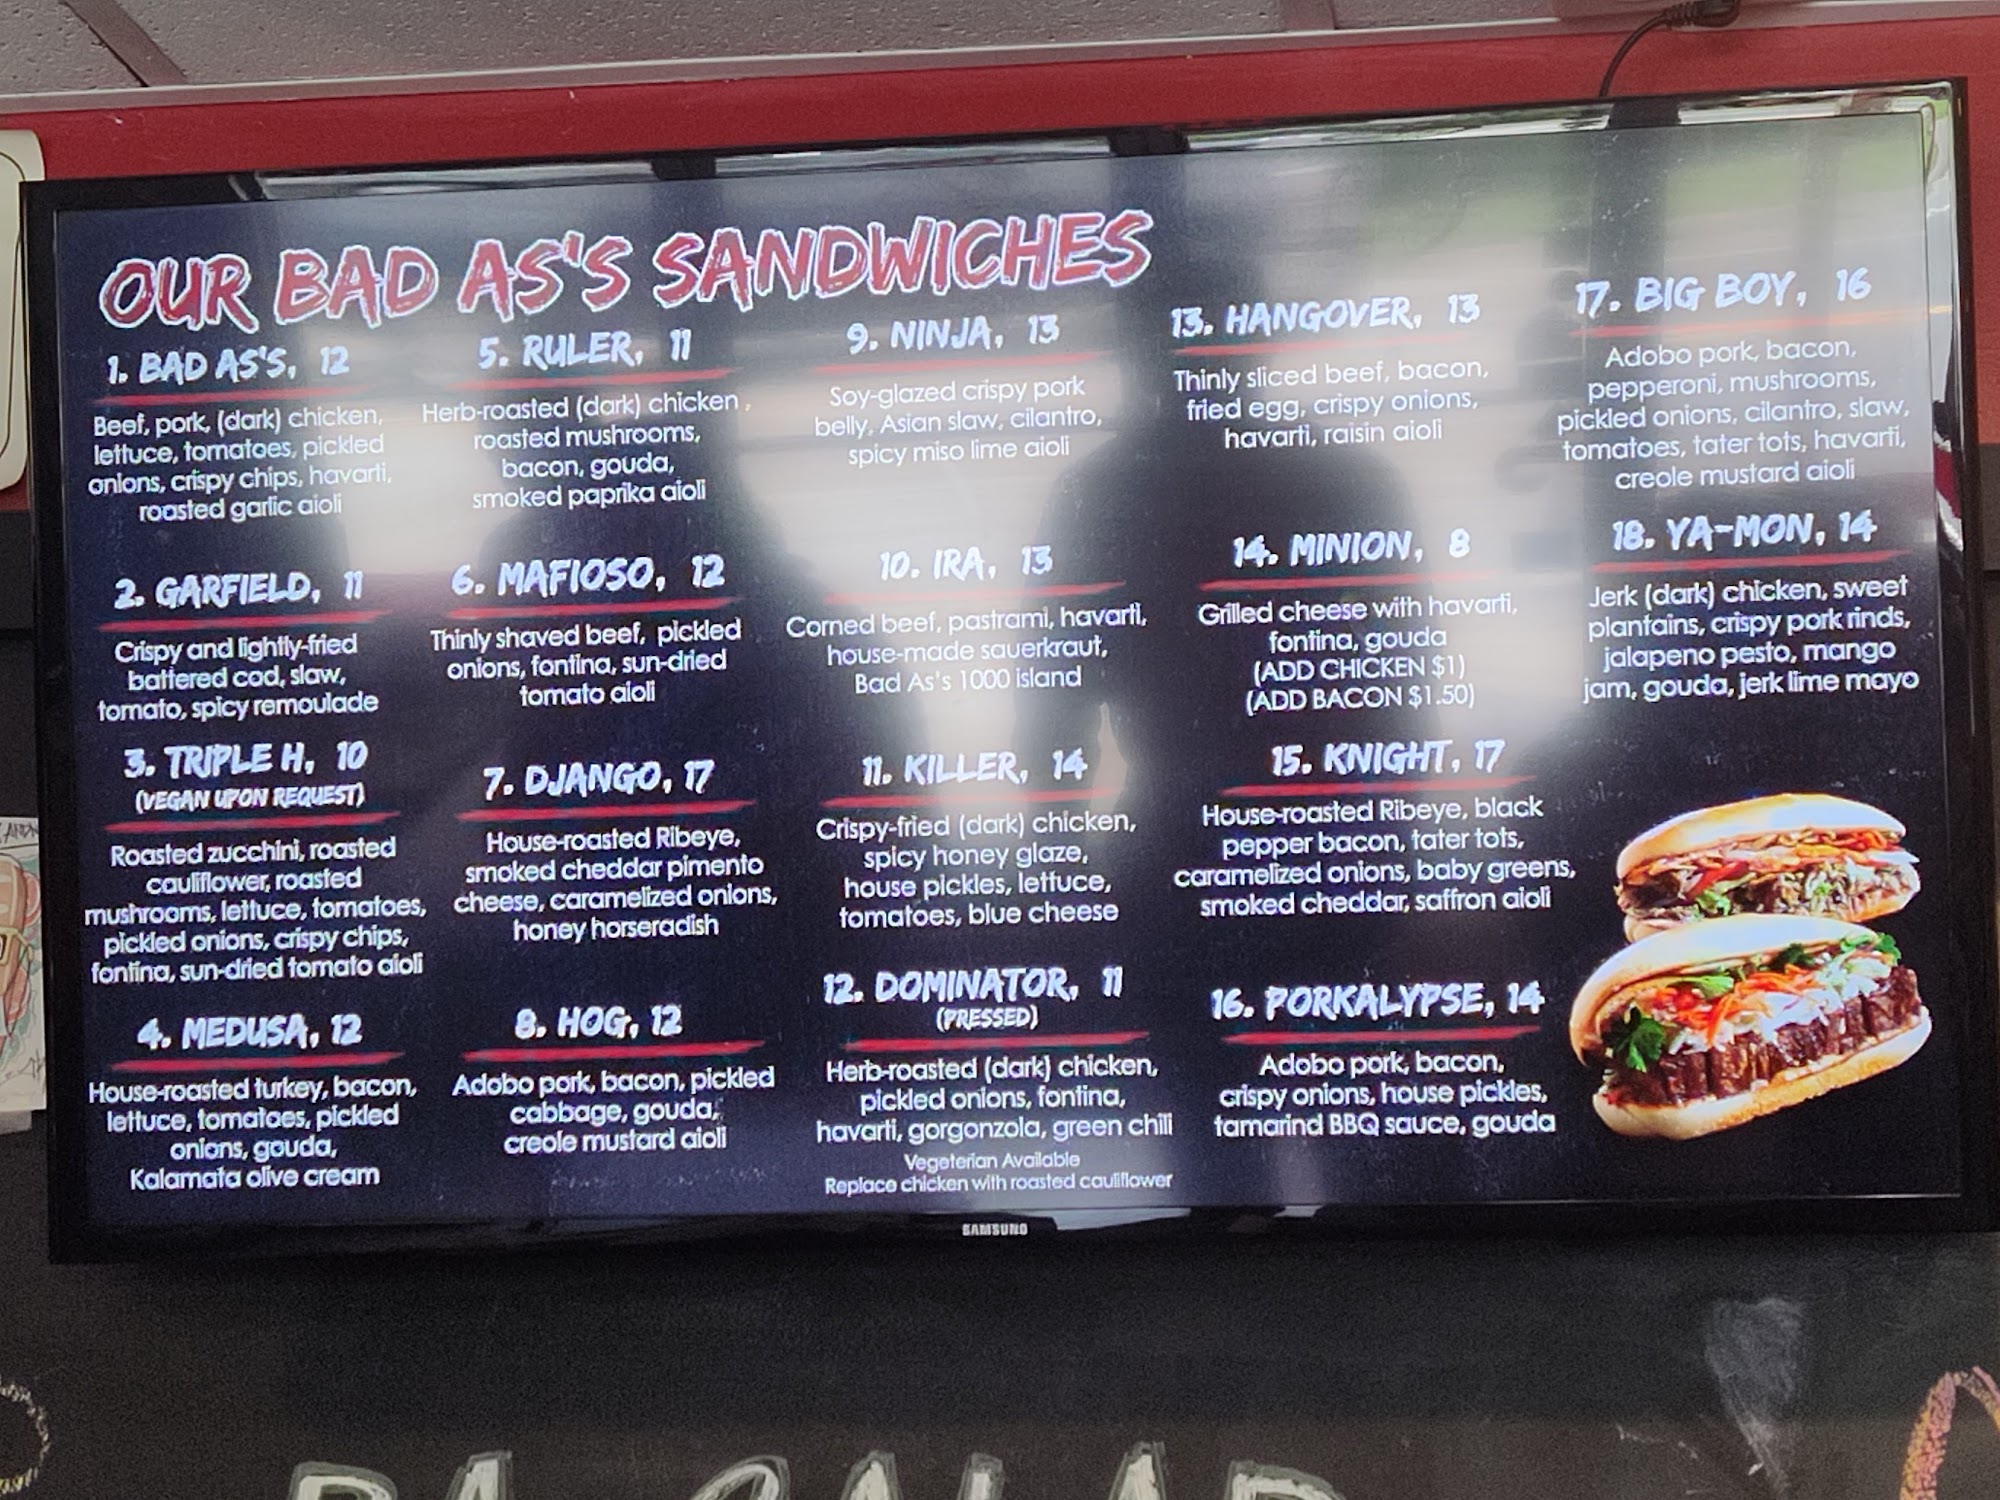 OUR BAD AS'S SANDWICHES
1. BAD AS'S, 12
Beef, pork, (dark) chicken,
lettuce, tomatoes, pickled
onions, crispy chips, havarti,
roasted garlic aioli
2. GARFIELD, 11
Crispy and lightly-fried
battered cod, slaw,
tomato, spicy remoulade
3. TRIPLE H, 10
(VEGAN UPON REQUEST)
Roasted zucchini, roasted
cauliflower, roasted
mushrooms, lettuce, tomatoes,
pickled onions, crispy chips,
fontina, sun-dried tomato aioli
4. MEDUSA, 12
House-roasted turkey, bacon,
lettuce, tomatoes, pickled
onions, gouda,
Kalamata olive cream
5. RULER, 11
Herb-roasted (dark) chicken,
roasted mushrooms,
bacon, gouda,
smoked paprika aioli
6. MAFIOSO, 12
Thinly shaved beef, pickled
onions, fontina, sun-dried
tomato aioli
7. DJANGO, 17
House-roasted Ribeye,
smoked cheddar pimento
cheese, caramelized onions,
honey horseradish
8. HOG, 12
Adobo pork, bacon, pickled
cabbage, gouda,
creole mustard aioli
9. NINJA, 13
Soy-glazed crispy pork
belly, Asian slaw, cilantro,
spicy miso lime aioli
10. IRA, 13
Corned beef, pastrami, havarti,
house-made sauerkraut,
Bad As's 1000 island
11. KILLER, 14
Crispy-fried (dark) chicken,
spicy honey glaze,
house pickles, lettuce,
tomatoes, blue cheese
12. DOMINATOR, 11
(PRESSED)
Herb-roasted (dark) chicken,
pickled onions, fontina,
havarti, gorgonzola, green chili
Vegeterian Available
Replace chicken with roasted cauliflower
13. HANGOVER, 13
Thinly sliced beef, bacon,
fried egg, crispy onions,
havarti, raisin aioli
14. MINION, 8
Grilled cheese with havarti,
fontina, gouda
(ADD CHICKEN $1)
(ADD BACON $1.50)
15. KNIGHT, 17
House-roasted Ribeye, black
pepper bacon, tater tots,
caramelized onions, baby greens,
smoked cheddar, saffron aioli
16. PORKALYPSE, 14
Adobo pork, bacon,
crispy onions, house pickles,
tamarind BBQ sauce, gouda
17. BIG BOY, 16
Adobo pork, bacon,
pepperoni, mushrooms,
pickled onions, cilantro, slaw,
tomatoes, tater tots, havarti,
creole mustard aioli
18. YA-MON, 14
Jerk (dark) chicken, sweet
plantains, crispy pork rinds,
jalapeno pesto, mango
jam, gouda, jerk lime mayo
SAMSUNG